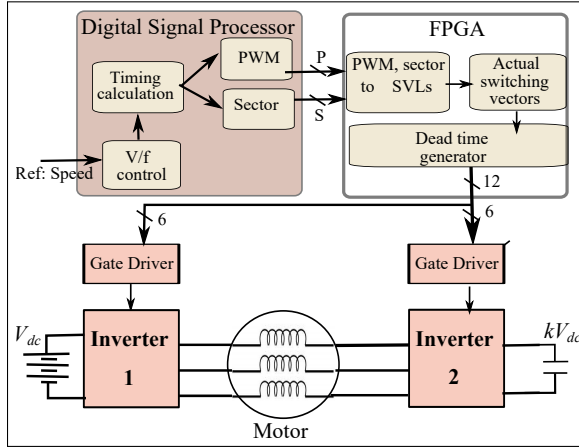 Digital Signal Processor
FPGA
PWM
P
Timing
calculation
Sector
S
PWM, sector
to SVLs
Actual
switching
vectors
V/f
control
Ref: Speed
Dead time
generator
12
6
6
Gate Driver
Gate Driver
V_dc
Inverter
1
Inverter
2
kV_dc
Motor